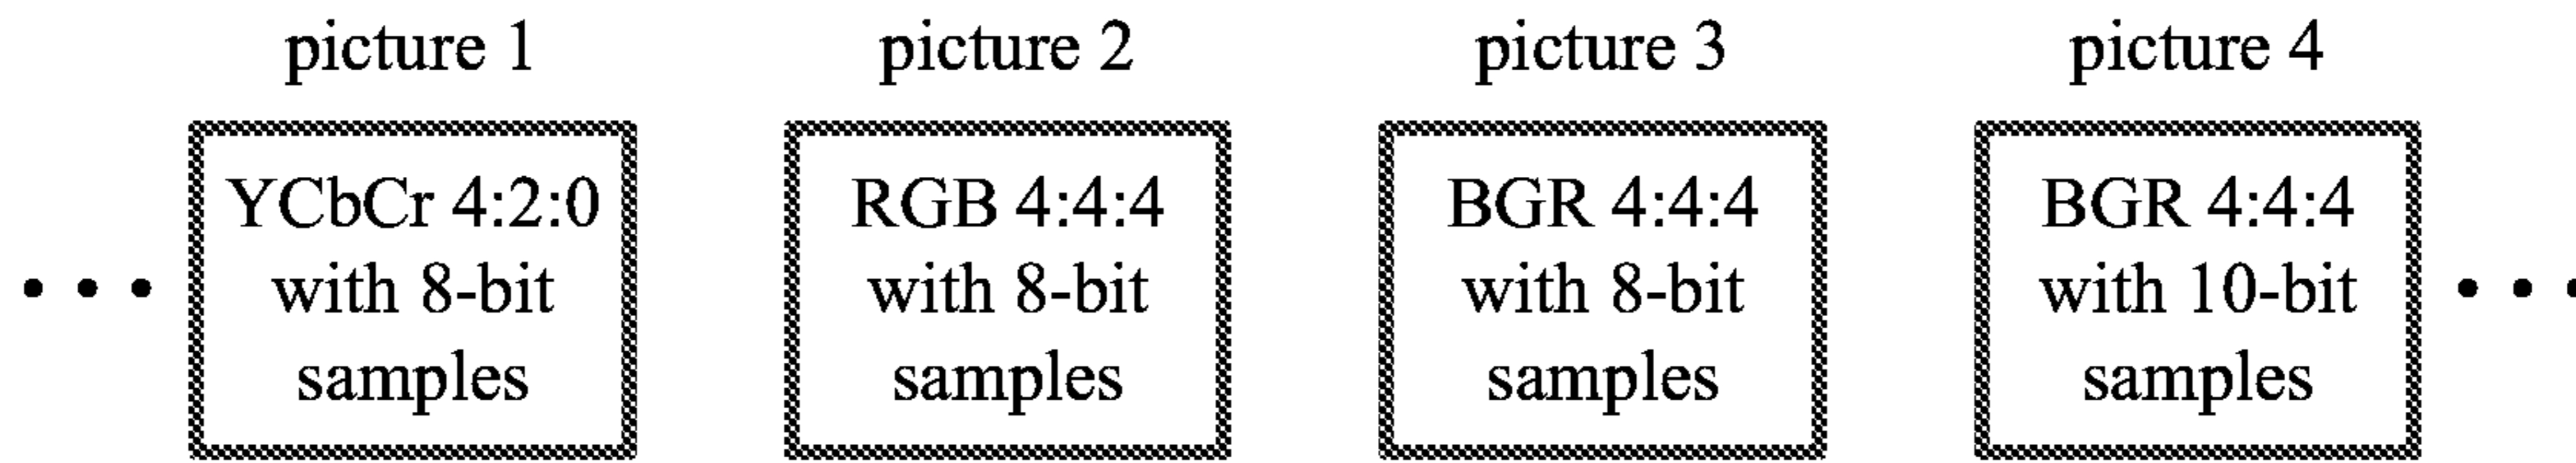 picture 1
YCbCr 4:2:0
with 8-bit
samples
picture 2
RGB 4:4:4
with 8-bit
samples
picture 3
BGR 4:4:4
with 8-bit
samples
picture 4
BGR 4:4:4
with 10-bit
samples